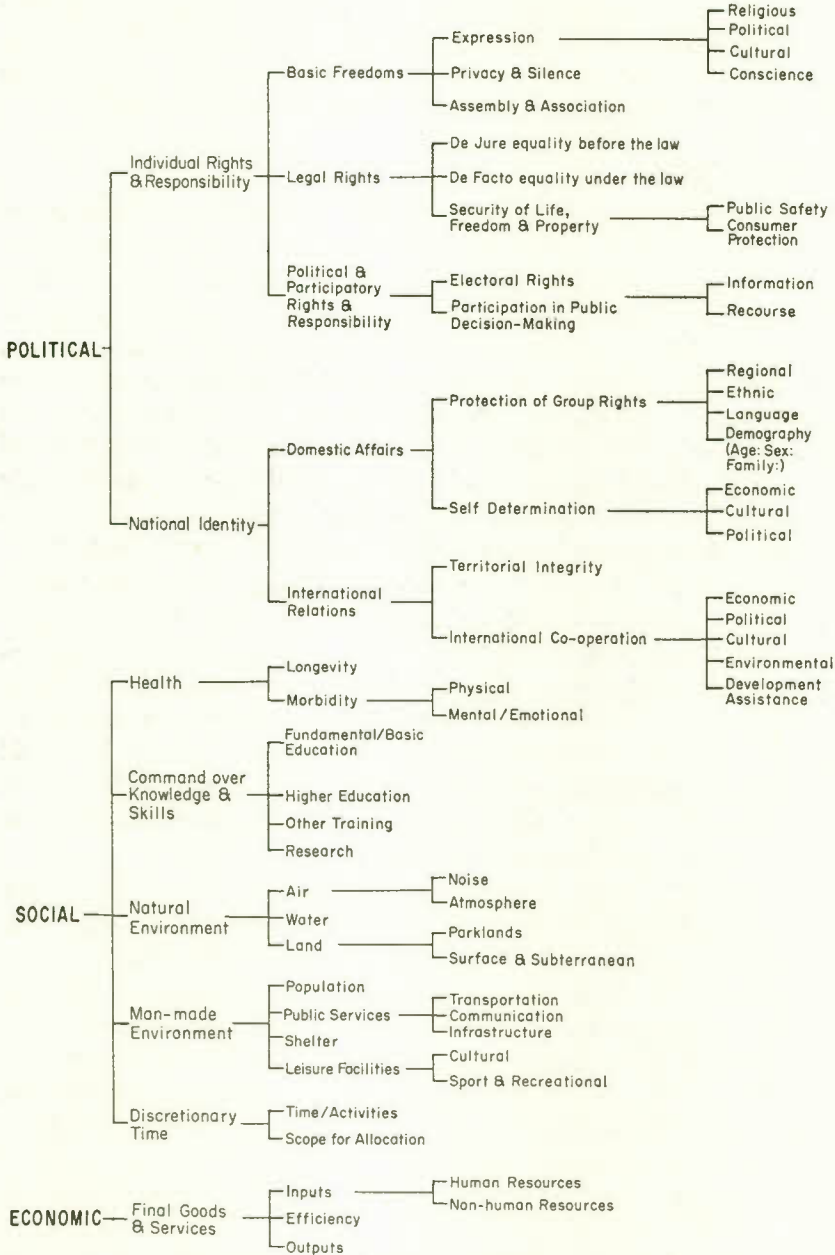 Religious
Political
Cultural
Conscience
Expression
Basic Freedoms
Privacy & Silence
Assembly & Association
Individual Rights
& Responsibility
De Jure equality before the law
Legal Rights
De Facto equality under the law
Security of Life,
Freedom & Property
Public Safety
Consumer
Protection
Political &
Participatory
Rights &
Responsibility
Electoral Rights
Participation in Public
Decision-Making
Information
Recourse
POLITICAL
Regional
Ethnic
Language
Demography
(Age: Sex:
Family:)
Protection of Group Rights
Domestic Affairs
Self Determination
Economic
Cultural
Political
National Identity
Territorial Integrity
International
Relations
International Co-operation
Economic
Political
Cultural
Environmental
Development
Assistance
Health
Longevity
Morbidity
Physical
Mental/Emotional
Command over
Knowledge &
Skills
Fundamental/Basic
Education
Higher Education
Other Training
Research
SOCIAL
Natural
Environment
Air
Noise
Atmosphere
Water
Land
Parklands
Surface & Subterranean
Man-made
Environment
Population
Public Services
Transportation
Communication
Infrastructure
Shelter
Leisure Facilities
Cultural
Sport & Recreational
Discretionary
Time
Time/Activities
Scope for Allocation
ECONOMIC
Final Goods
& Services
Inputs
Human Resources
Non-human Resources
Efficiency
Outputs